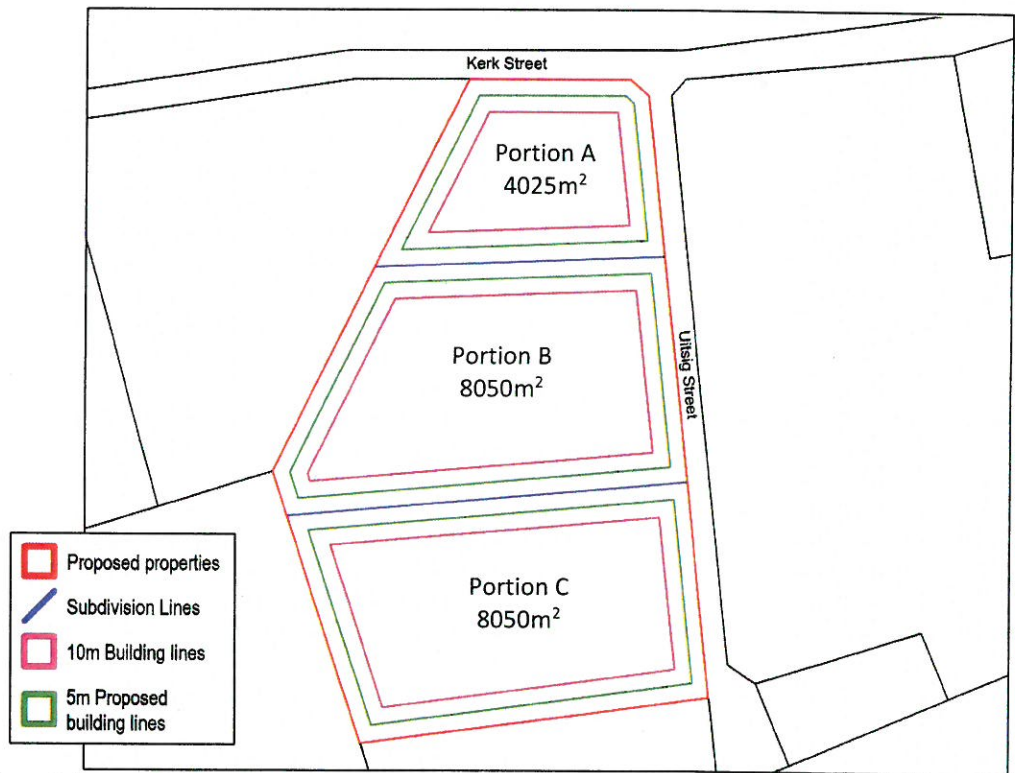 Kerk Street
Portion A
4025m²
Portion B
8050m²
Uitsig Street
Portion C
8050m²
Proposed properties
Subdivision Lines
10m Building lines
5m Proposed
building lines